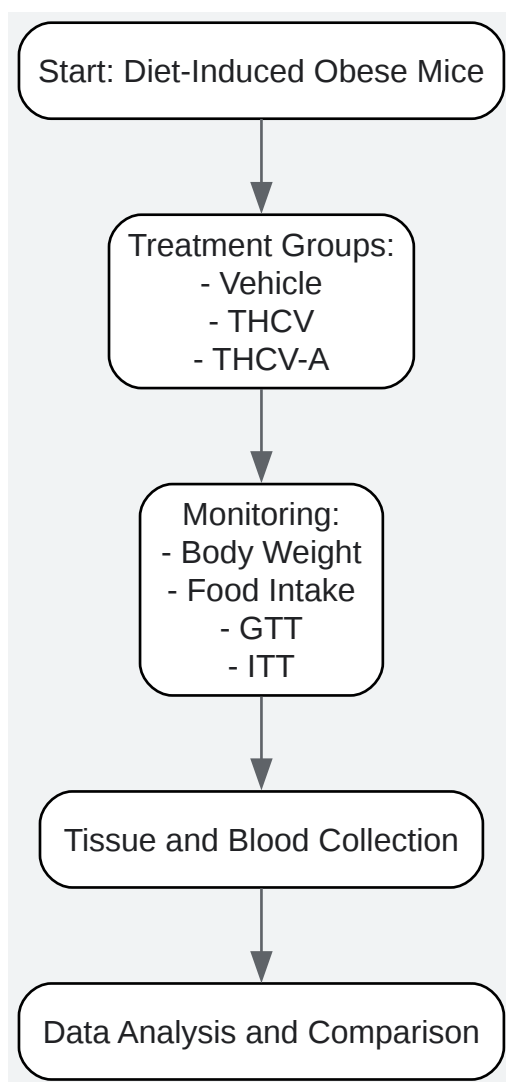 Start: Diet-Induced Obese Mice
Treatment Groups:
- Vehicle
- THCV
- THCV-A
Monitoring:
- Body Weight
- Food Intake
- GTT
- ITT
Tissue and Blood Collection
Data Analysis and Comparison